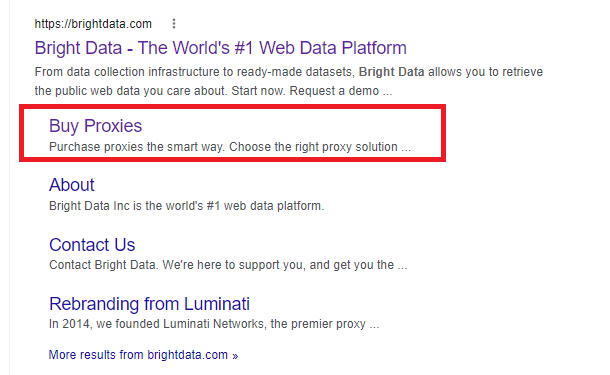 https://brightdata.com
Bright Data - The World's #1 Web Data Platform
From data collection infrastructure to ready-made datasets, Bright Data allows you to retrieve
the public web data you care about. Start now. Request a demo ...
Buy Proxies
Purchase proxies the smart way. Choose the right proxy solution ...
About
Bright Data Inc is the world's #1 web data platform.
Contact Us
Contact Bright Data. We're here to support you, and get you the ...
Rebranding from Luminati
In 2014, we founded Luminati Networks, the premier proxy ...
More results from brightdata.com »